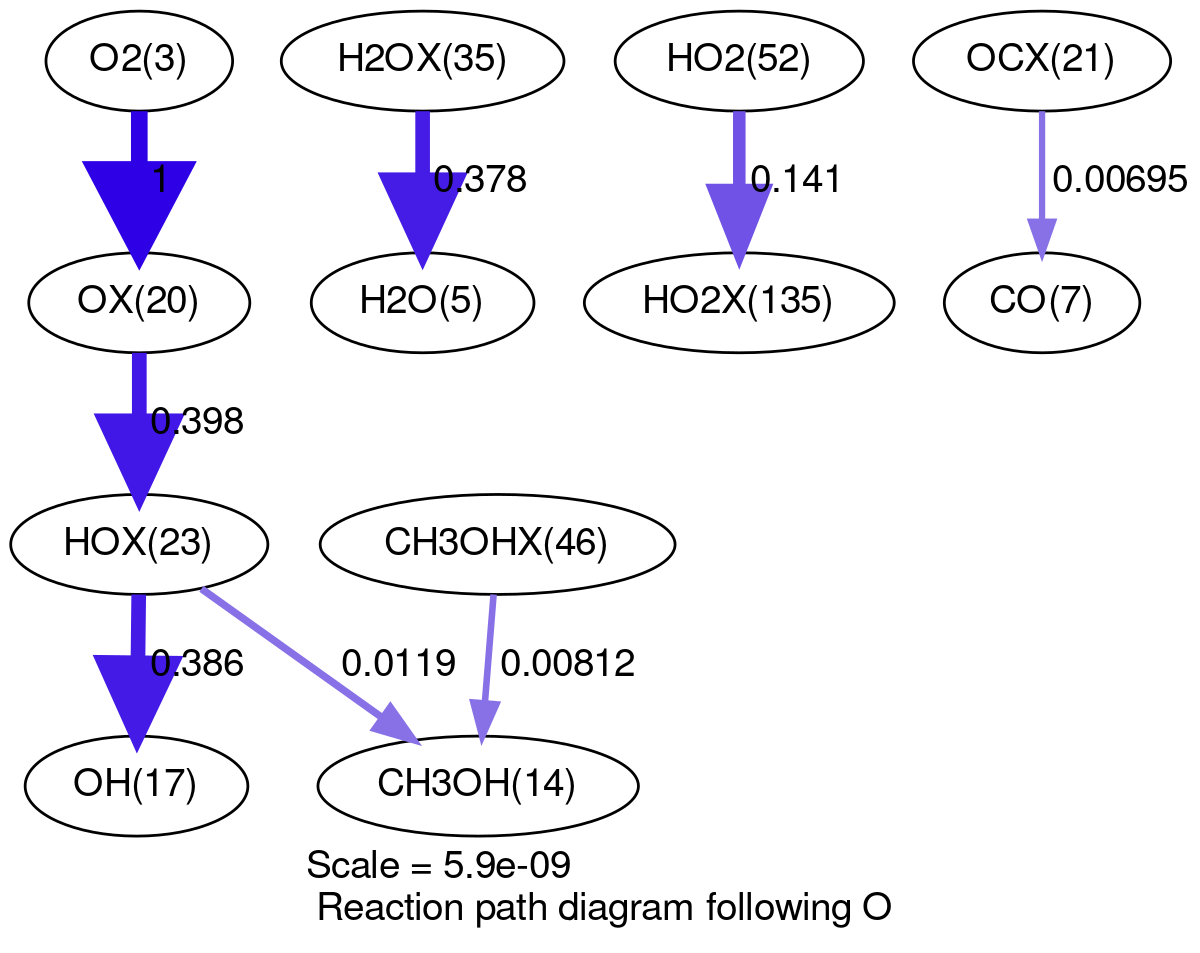 O2(3)
H2OX(35)
HO2(52)
OCX(21)
1
0.378
0.141
0.00695
OX(20)
H2O(5)
HO2X(135)
CO(7)
0.398
HOX(23)
CH3OHX(46)
0.386
0.0119
0.00812
OH(17)
CH3OH(14)
Scale = 5.9e-09
Reaction path diagram following O